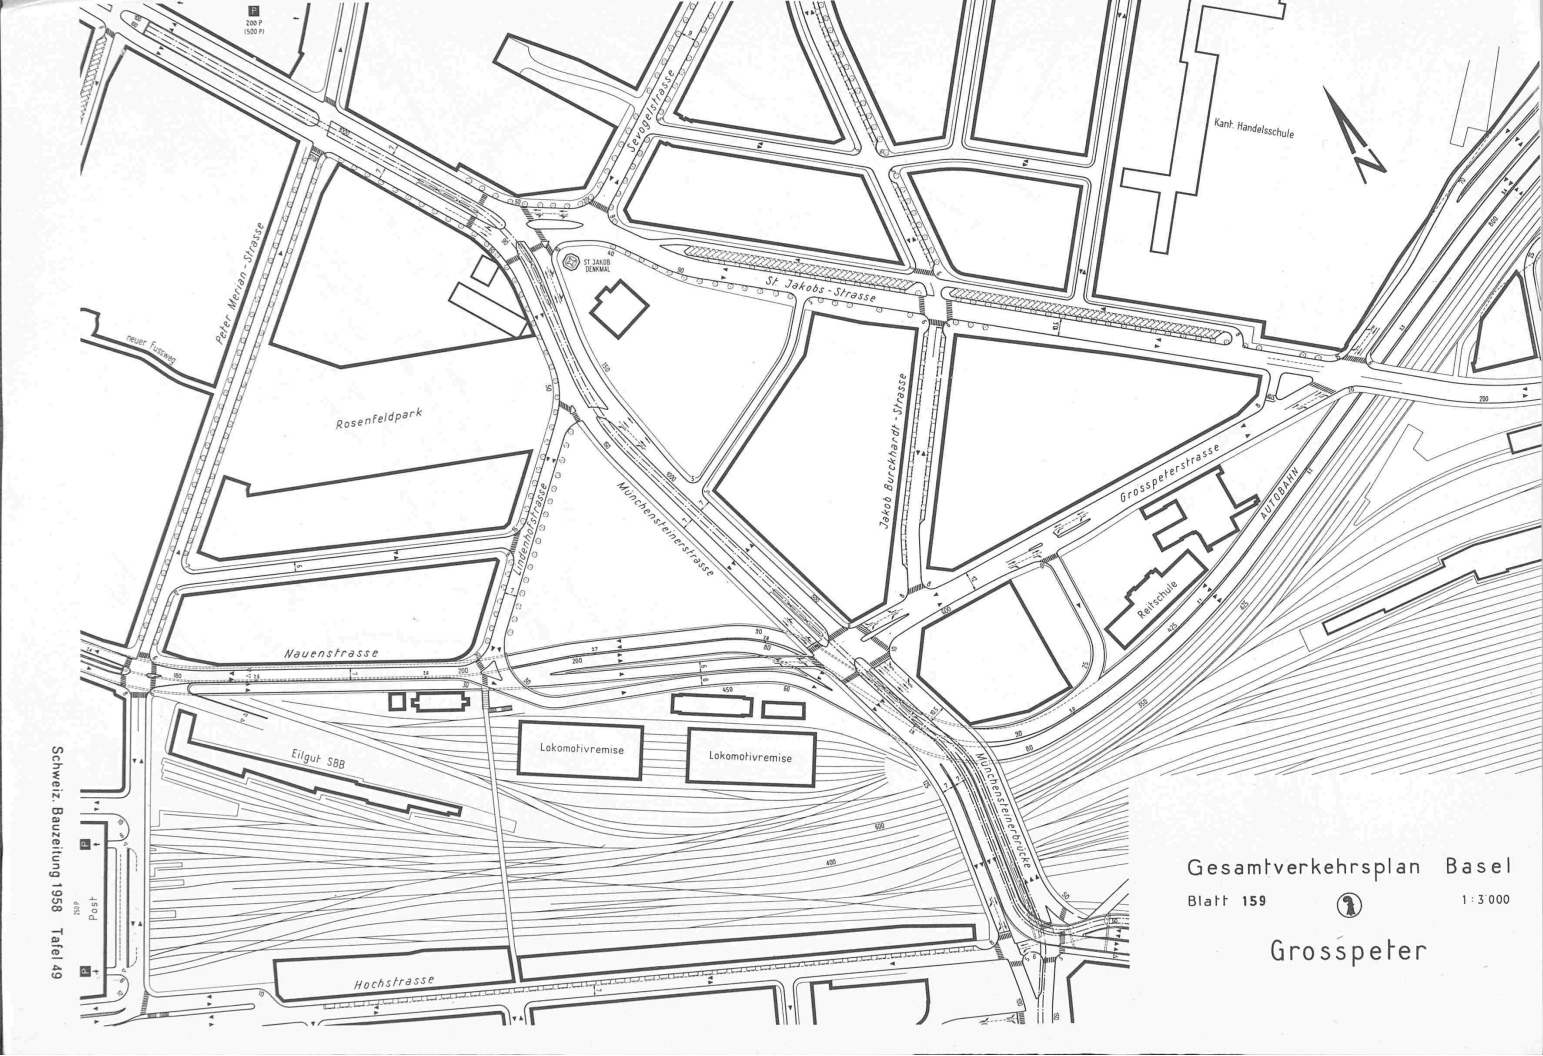 P
200 P
(500 P)
Sevogelstrasse
Kant. Handelsschule
N
Peter Merian-Strasse
ST. JAKOB
DENKMAL
St. Jakobs-Strasse
neuer Fussweg
Rosenfeldpark
Jakob Burckhardt-Strasse
Grosspeterstrasse
AUTOBAHN
Münchensteinerstrasse
Lindenhofstrasse
Reitschule
Nauenstrasse
Lokomotivremise
Lokomotivremise
Eilgut SBB
Münchensteinerbrücke
P
250 P
Post
P
Hochstrasse
Gesamtverkehrsplan Basel
Blatt 159
1 : 3'000
Grosspeter
Schweiz. Bauzeitung 1958 Tafel 49